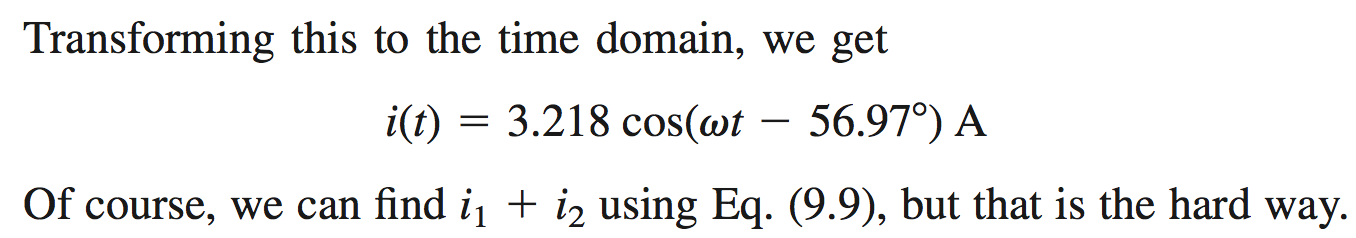 Transforming this to the time domain, we get
i(t) = 3.218 cos(ωt − 56.97°) A
Of course, we can find i₁ + i₂ using Eq. (9.9), but that is the hard way.